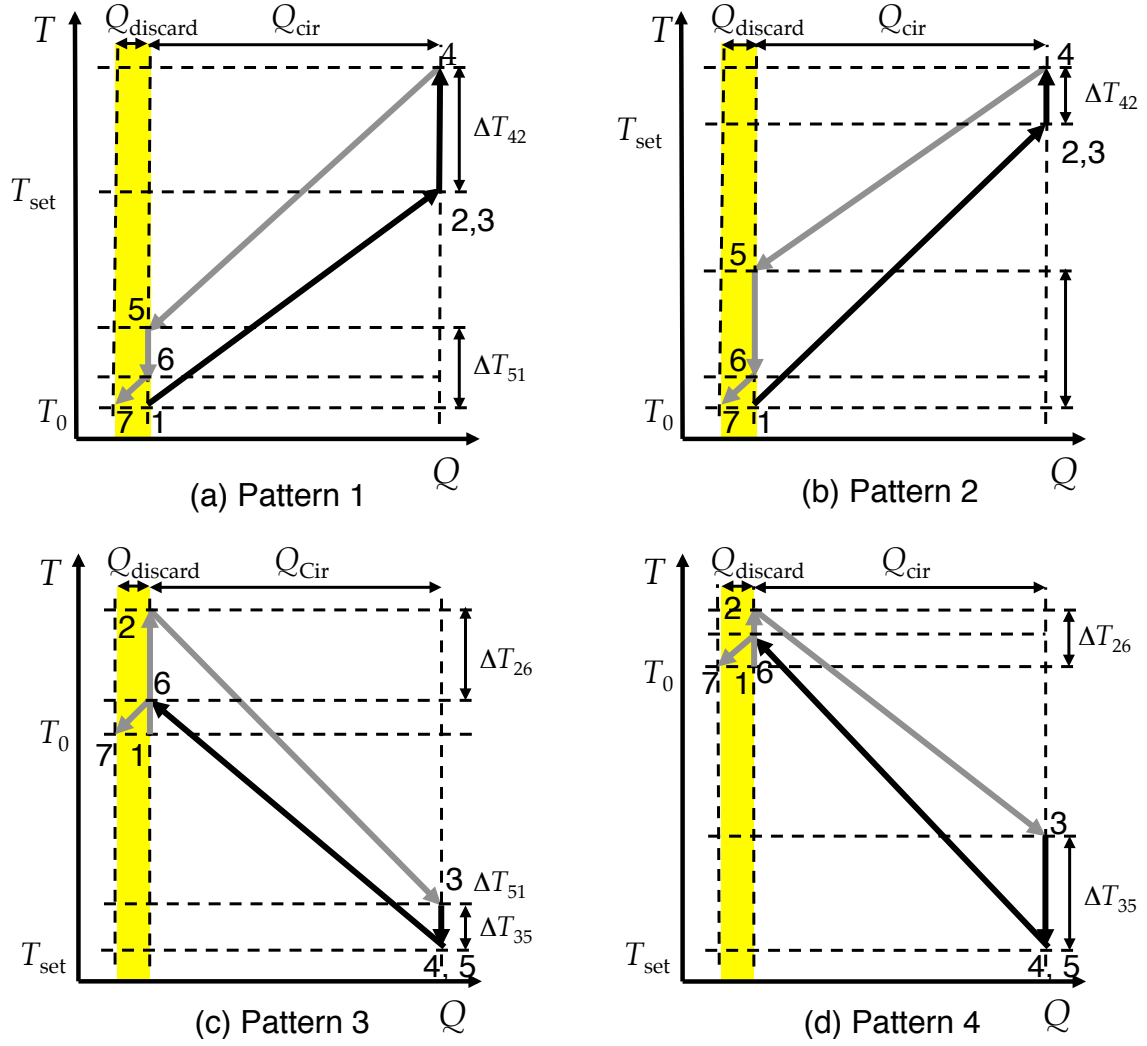 Q_discard Q_cir
T
4
ΔT_42
T_set
2,3
5
6
ΔT_51
T_0
7 1
Q
(a) Pattern 1
Q_discard Q_cir
T
4
ΔT_42
T_set
2,3
5
6
T_0
7 1
Q
(b) Pattern 2
Q_discard Q_Cir
T
2
ΔT_26
6
T_0
7 1
3 ΔT_51
ΔT_35
T_set
4, 5
Q
(c) Pattern 3
Q_discard Q_cir
T
2
ΔT_26
T_0
7 1 6
3
ΔT_35
T_set
4, 5
Q
(d) Pattern 4